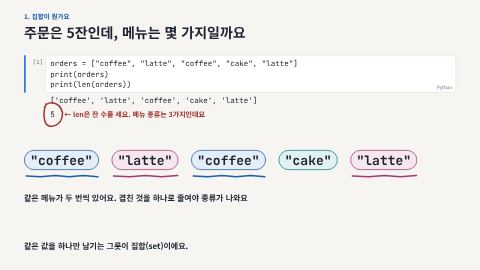 1. 집합이 뭔가요
주문은 5잔인데, 메뉴는 몇 가지일까요
[1]
orders = ["coffee", "latte", "coffee", "cake", "latte"]
print(orders)
print(len(orders))
Python
['coffee', 'latte', 'coffee', 'cake', 'latte']
5 ← len은 잔 수를 세요. 메뉴 종류는 3가지인데요
"coffee" "latte" "coffee" "cake" "latte"
같은 메뉴가 두 번씩 있어요. 겹친 것을 하나로 줄여야 종류가 나와요
같은 값을 하나만 남기는 그릇이 집합(set)이에요.